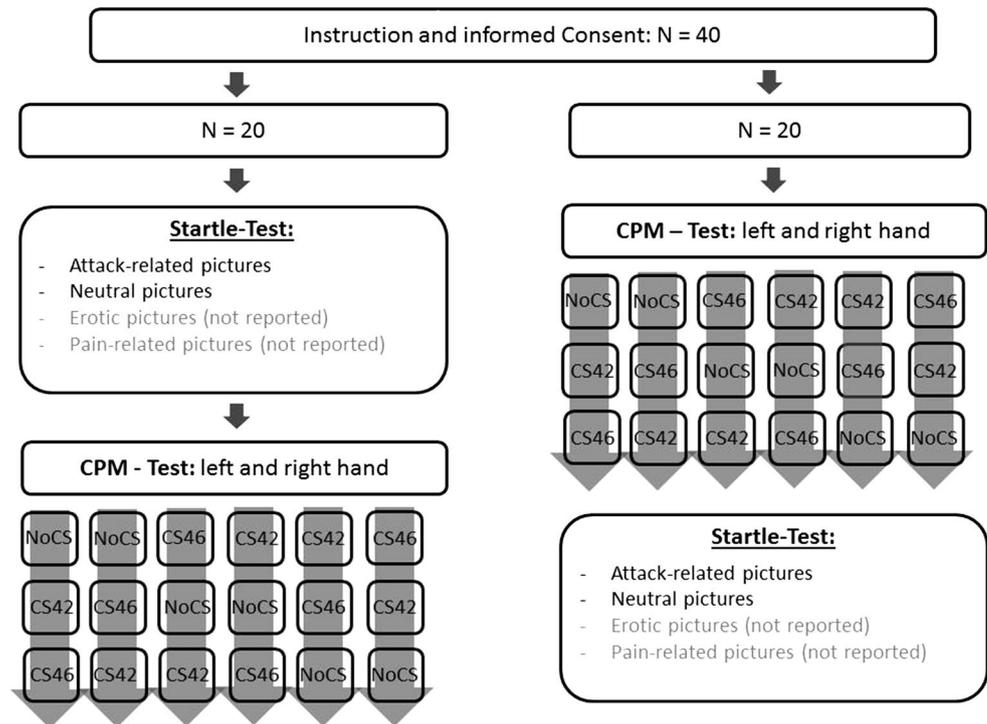 Instruction and informed Consent: N = 40
N = 20
Startle-Test:
- Attack-related pictures
- Neutral pictures
- Erotic pictures (not reported)
- Pain-related pictures (not reported)
CPM - Test: left and right hand
NoCS NoCS CS46 CS42 CS42 CS46
CS42 CS46 NoCS NoCS CS46 CS42
CS46 CS42 CS42 CS46 NoCS NoCS
N = 20
CPM – Test: left and right hand
NoCS NoCS CS46 CS42 CS42 CS46
CS42 CS46 NoCS NoCS CS46 CS42
CS46 CS42 CS42 CS46 NoCS NoCS
Startle-Test:
- Attack-related pictures
- Neutral pictures
- Erotic pictures (not reported)
- Pain-related pictures (not reported)